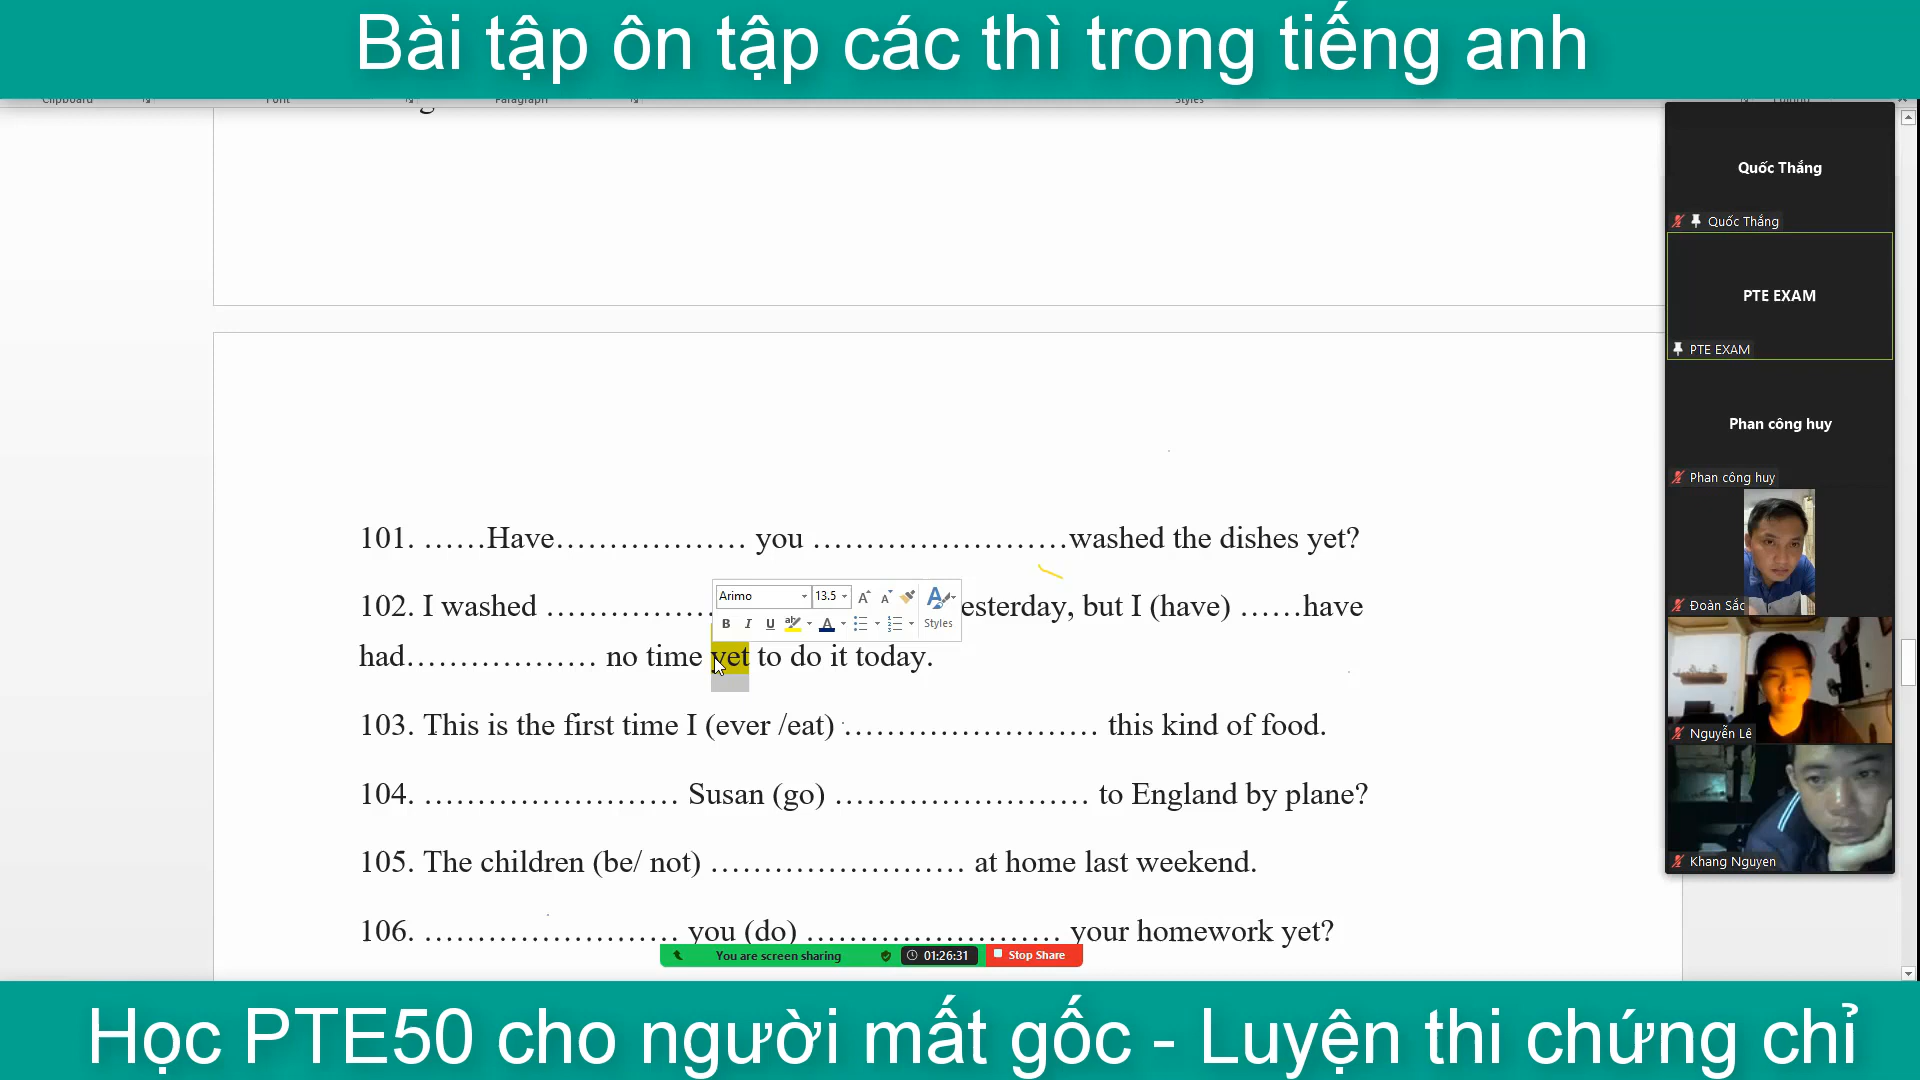 Bài tập ôn tập các thì trong tiếng anh
Clipboard Font Paragraph Styles Editing
Quốc Thắng
Quốc Thắng
PTE EXAM
PTE EXAM
Phan công huy
Phan công huy
101. ……Have……………… you ……………………washed the dishes yet?
Arimo 13.5
102. I washed ……………esterday, but I (have) ……have
B I U Styles
Đoàn Sắc
had……………… no time yet to do it today.
103. This is the first time I (ever /eat) …………………… this kind of food.
Nguyễn Lê
104. …………………… Susan (go) …………………… to England by plane?
105. The children (be/ not) …………………… at home last weekend.
Khang Nguyen
106. …………………… you (do) …………………… your homework yet?
You are screen sharing 01:26:31 Stop Share
Học PTE50 cho người mất gốc - Luyện thi chứng chỉ